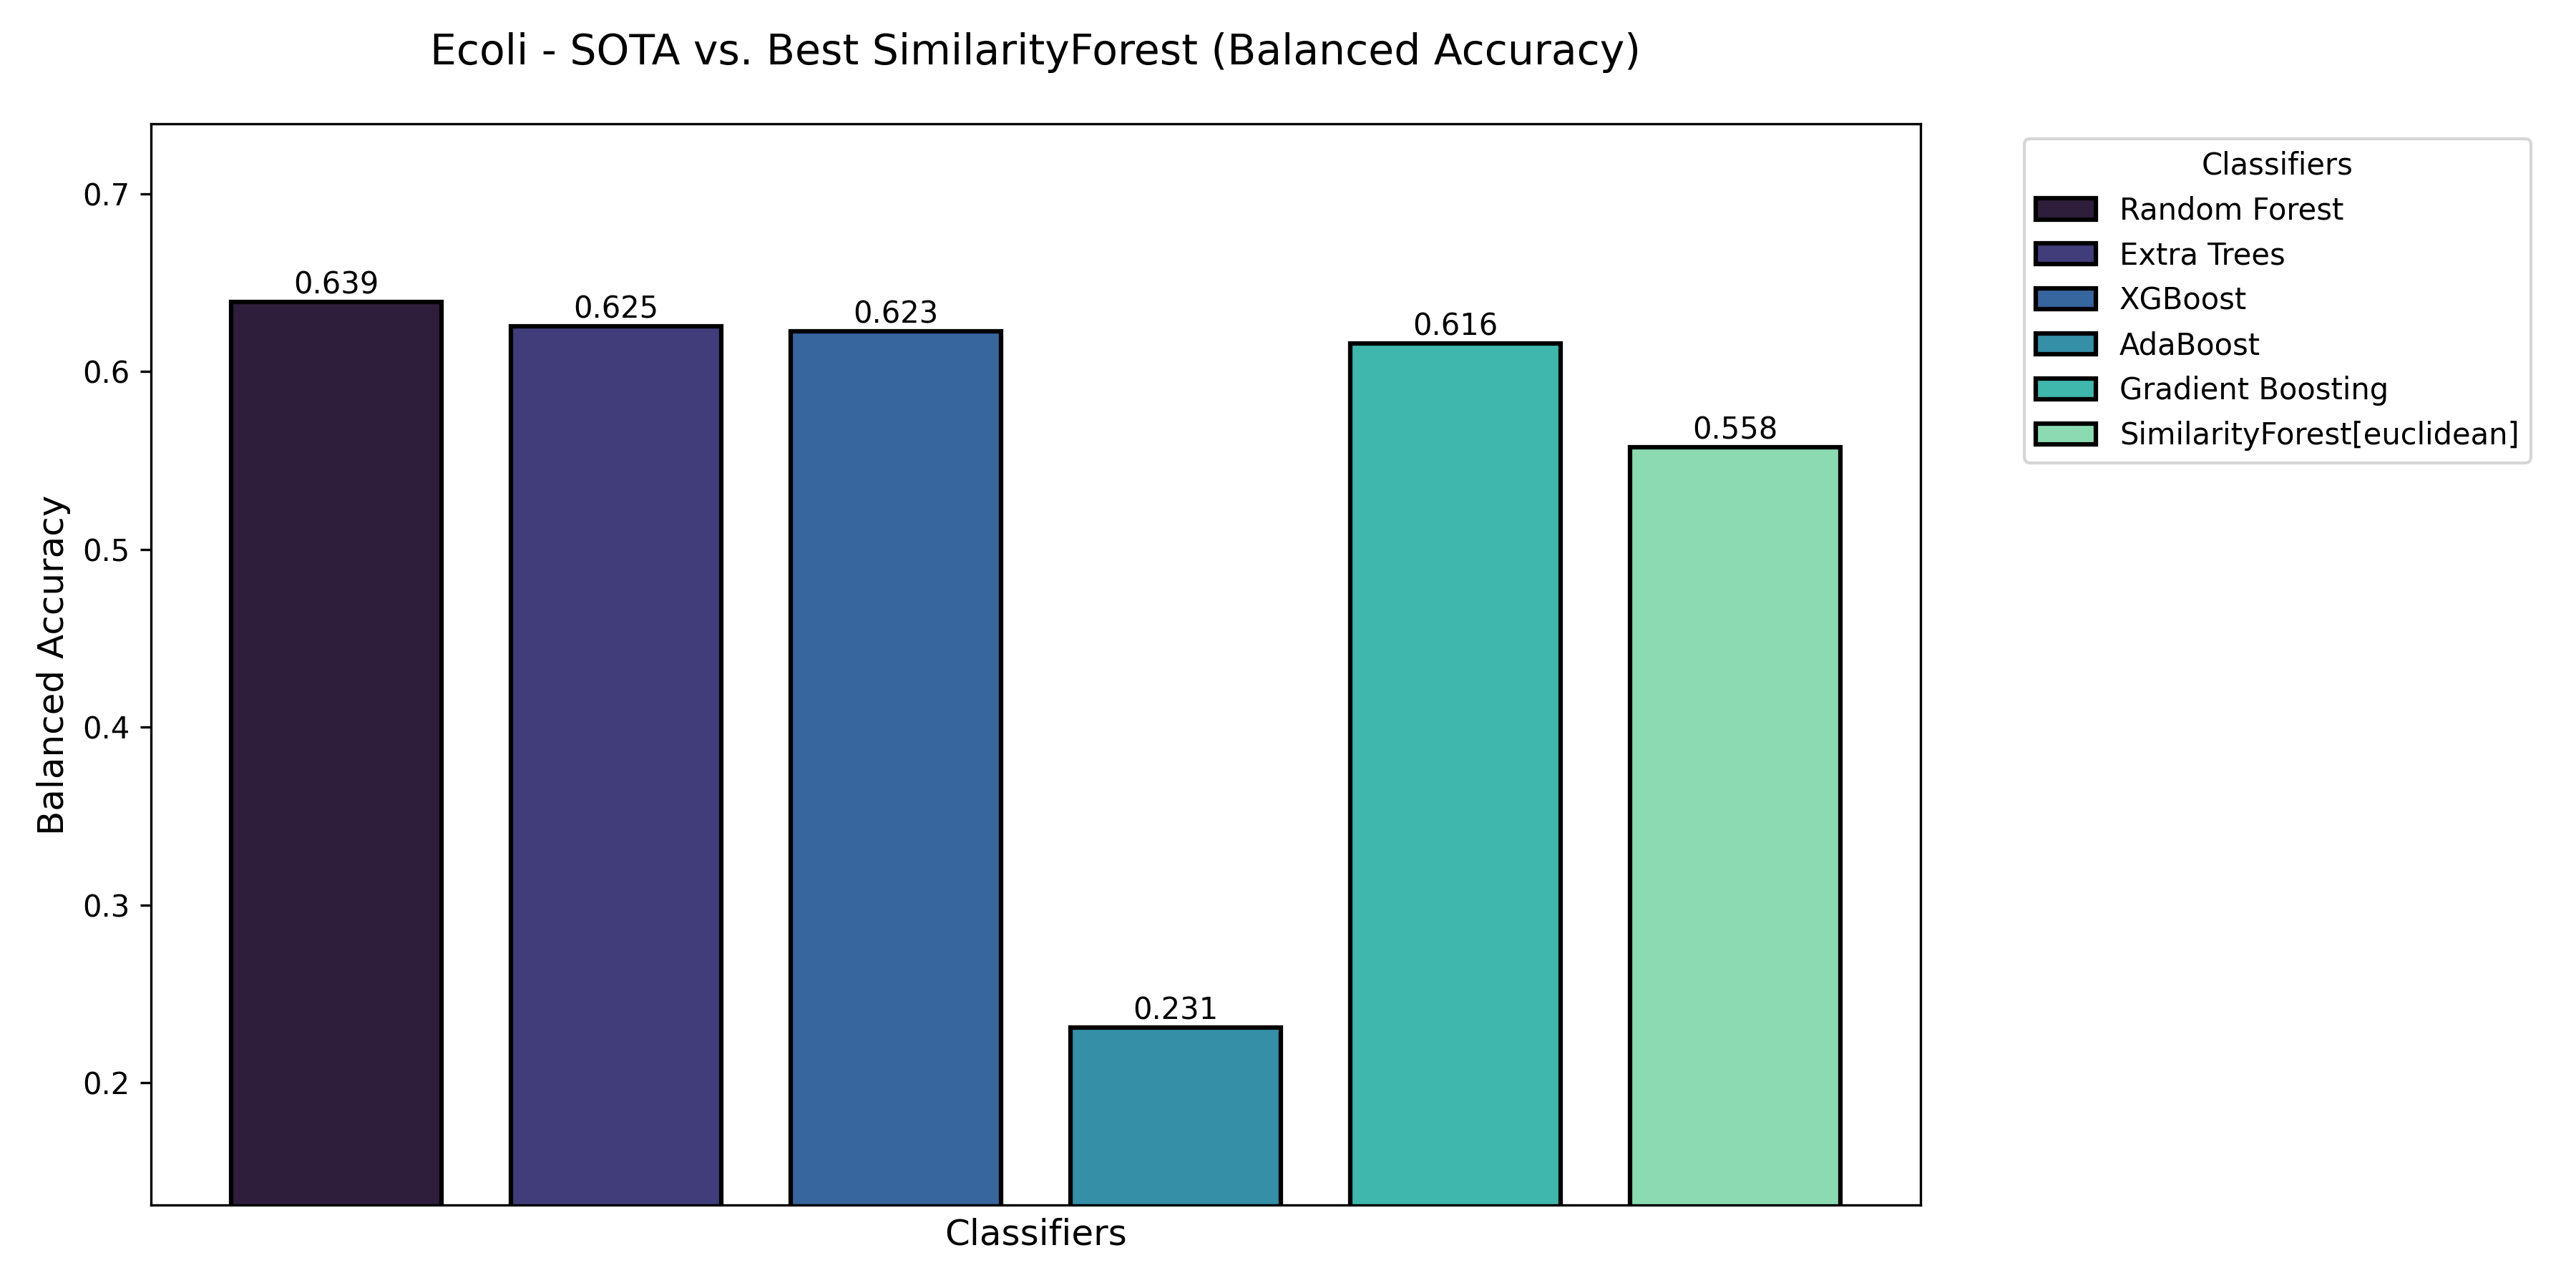 Ecoli - SOTA vs. Best SimilarityForest (Balanced Accuracy)
Balanced Accuracy
0.7
0.6
0.5
0.4
0.3
0.2
0.639
0.625
0.623
0.231
0.616
0.558
Classifiers
Classifiers
Random Forest
Extra Trees
XGBoost
AdaBoost
Gradient Boosting
SimilarityForest[euclidean]